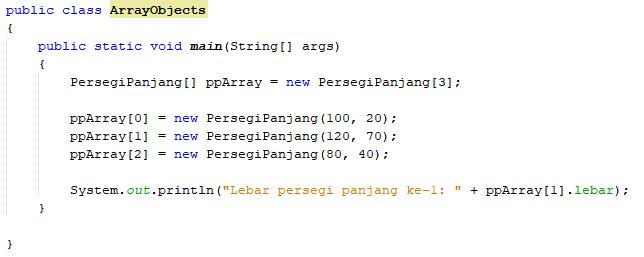 public class ArrayObjects
{
public static void main(String[] args)
{
PersegiPanjang[] ppArray = new PersegiPanjang[3];
ppArray[0] = new PersegiPanjang(100, 20);
ppArray[1] = new PersegiPanjang(120, 70);
ppArray[2] = new PersegiPanjang(80, 40);
System.out.println("Lebar persegi panjang ke-1: " + ppArray[1].lebar);
}
}